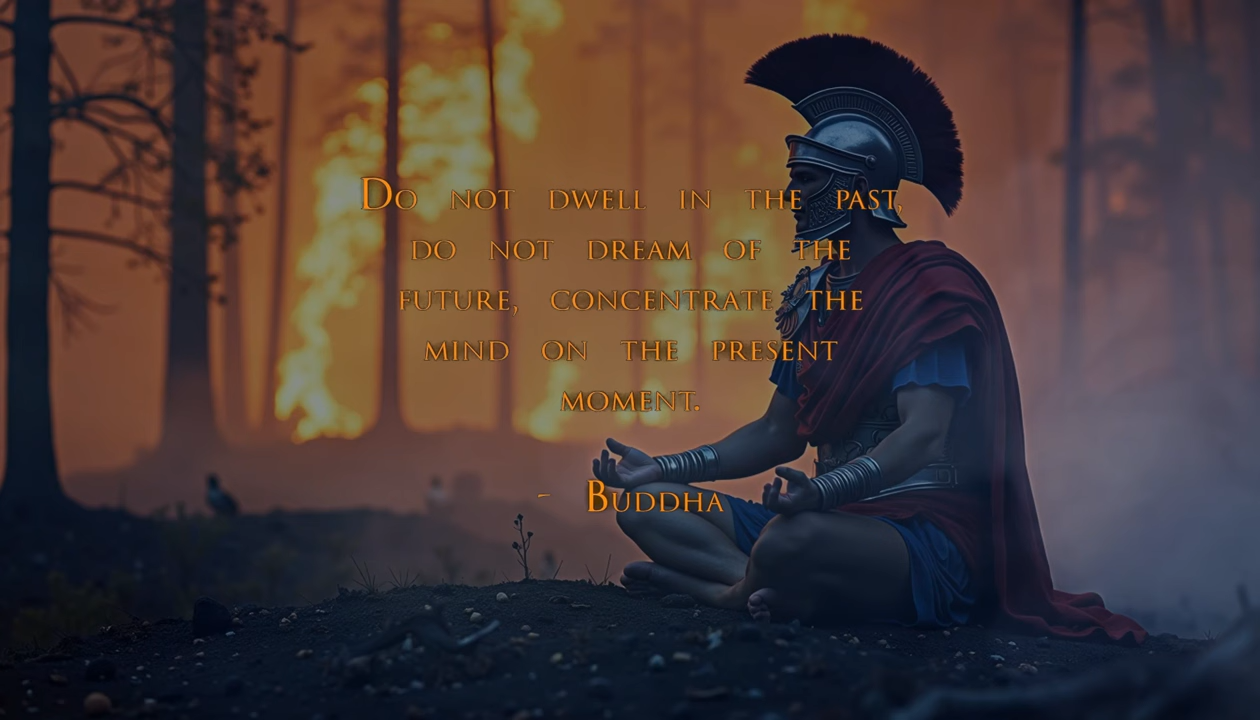 Do not dwell in the past,
do not dream of the
future, concentrate the
mind on the present
moment.
- Buddha